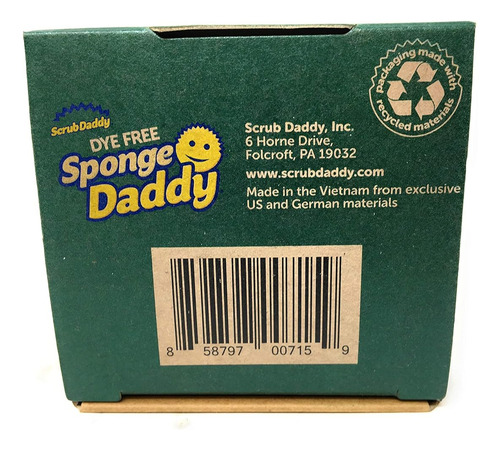 Scrub Daddy
DYE FREE
Sponge
Daddy
Scrub Daddy, Inc.
6 Horne Drive,
Folcroft, PA 19032
www.scrubdaddy.com
Made in the Vietnam from exclusive
US and German materials
packaging made with
recycled materials
8 58797 00715 9